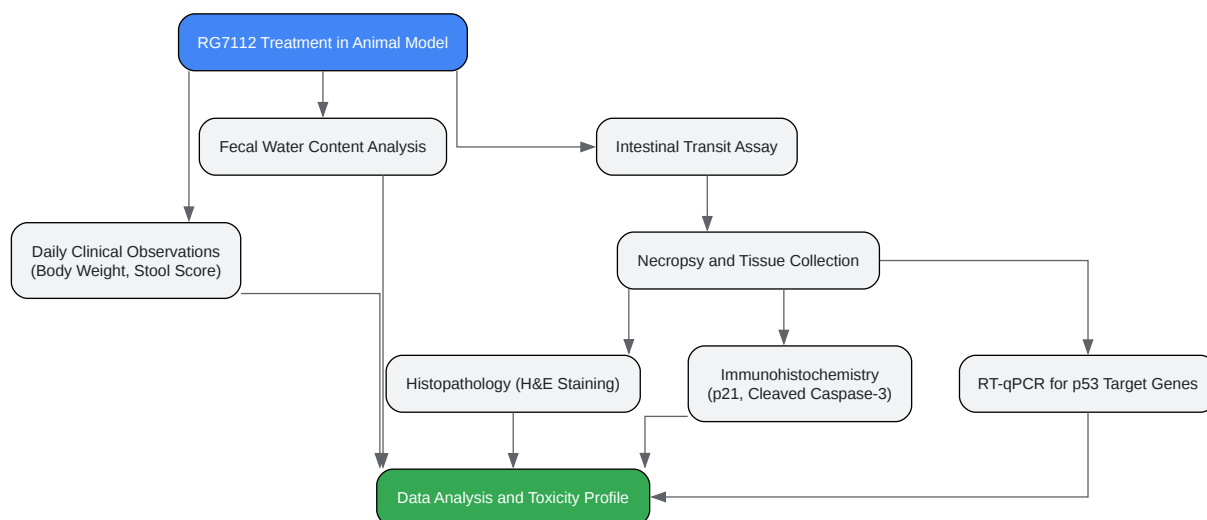 RG7112 Treatment in Animal Model
Fecal Water Content Analysis
Intestinal Transit Assay
Daily Clinical Observations
(Body Weight, Stool Score)
Necropsy and Tissue Collection
Histopathology (H&E Staining)
Immunohistochemistry
(p21, Cleaved Caspase-3)
RT-qPCR for p53 Target Genes
Data Analysis and Toxicity Profile